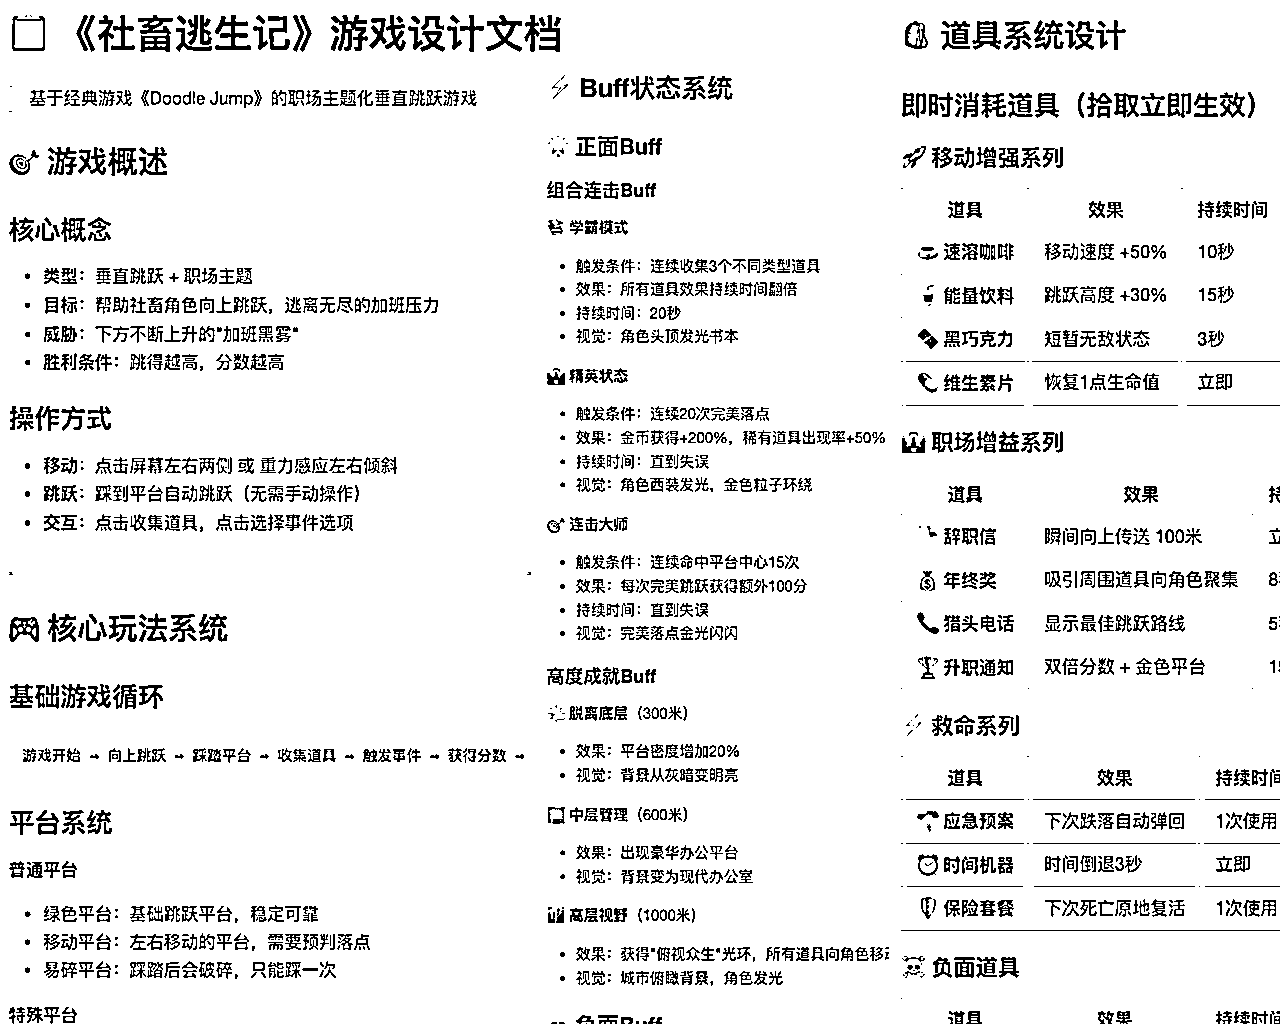 《社畜逃生记》游戏设计文档
基于经典游戏《Doodle Jump》的职场主题化垂直跳跃游戏
游戏概述
核心概念
• 类型：垂直跳跃 + 职场主题
• 目标：帮助社畜角色向上跳跃，逃离无尽的加班压力
• 威胁：下方不断上升的"加班黑雾"
• 胜利条件：跳得越高，分数越高
操作方式
• 移动：点击屏幕左右两侧 或 重力感应左右倾斜
• 跳跃：踩到平台自动跳跃（无需手动操作）
• 交互：点击收集道具，点击选择事件选项
核心玩法系统
基础游戏循环
游戏开始 → 向上跳跃 → 踩踏平台 → 收集道具 → 触发事件 → 获得分数 →
平台系统
普通平台
• 绿色平台：基础跳跃平台，稳定可靠
• 移动平台：左右移动的平台，需要预判落点
• 易碎平台：踩踏后会破碎，只能踩一次
特殊平台
Buff状态系统
正面Buff
组合连击Buff
学霸模式
• 触发条件：连续收集3个不同类型道具
• 效果：所有道具效果持续时间翻倍
• 持续时间：20秒
• 视觉：角色头顶发光书本
精英状态
• 触发条件：连续20次完美落点
• 效果：金币获得+200%，稀有道具出现率+50%
• 持续时间：直到失误
• 视觉：角色西装发光，金色粒子环绕
连击大师
• 触发条件：连续命中平台中心15次
• 效果：每次完美跳跃获得额外100分
• 持续时间：直到失误
• 视觉：完美落点金光闪闪
高度成就Buff
脱离底层（300米）
• 效果：平台密度增加20%
• 视觉：背景从灰暗变明亮
中层管理（600米）
• 效果：出现豪华办公平台
• 视觉：背景变为现代办公室
高层视野（1000米）
• 效果：获得"俯视众生"光环，所有道具向角色移
• 视觉：城市俯瞰背景，角色发光
负面Buff
道具系统设计
即时消耗道具（拾取立即生效）
移动增强系列
道具 效果 持续时间
速溶咖啡 移动速度 +50% 10秒
能量饮料 跳跃高度 +30% 15秒
黑巧克力 短暂无敌状态 3秒
维生素片 恢复1点生命值 立即
职场增益系列
道具 效果 持
辞职信 瞬间向上传送 100米 立
年终奖 吸引周围道具向角色聚集 8
猎头电话 显示最佳跳跃路线 5
升职通知 双倍分数 + 金色平台 15
救命系列
道具 效果 持续时间
应急预案 下次跌落自动弹回 1次使用
时间机器 时间倒退3秒 立即
保险套餐 下次死亡原地复活 1次使用
负面道具
道具 效果 持续时间